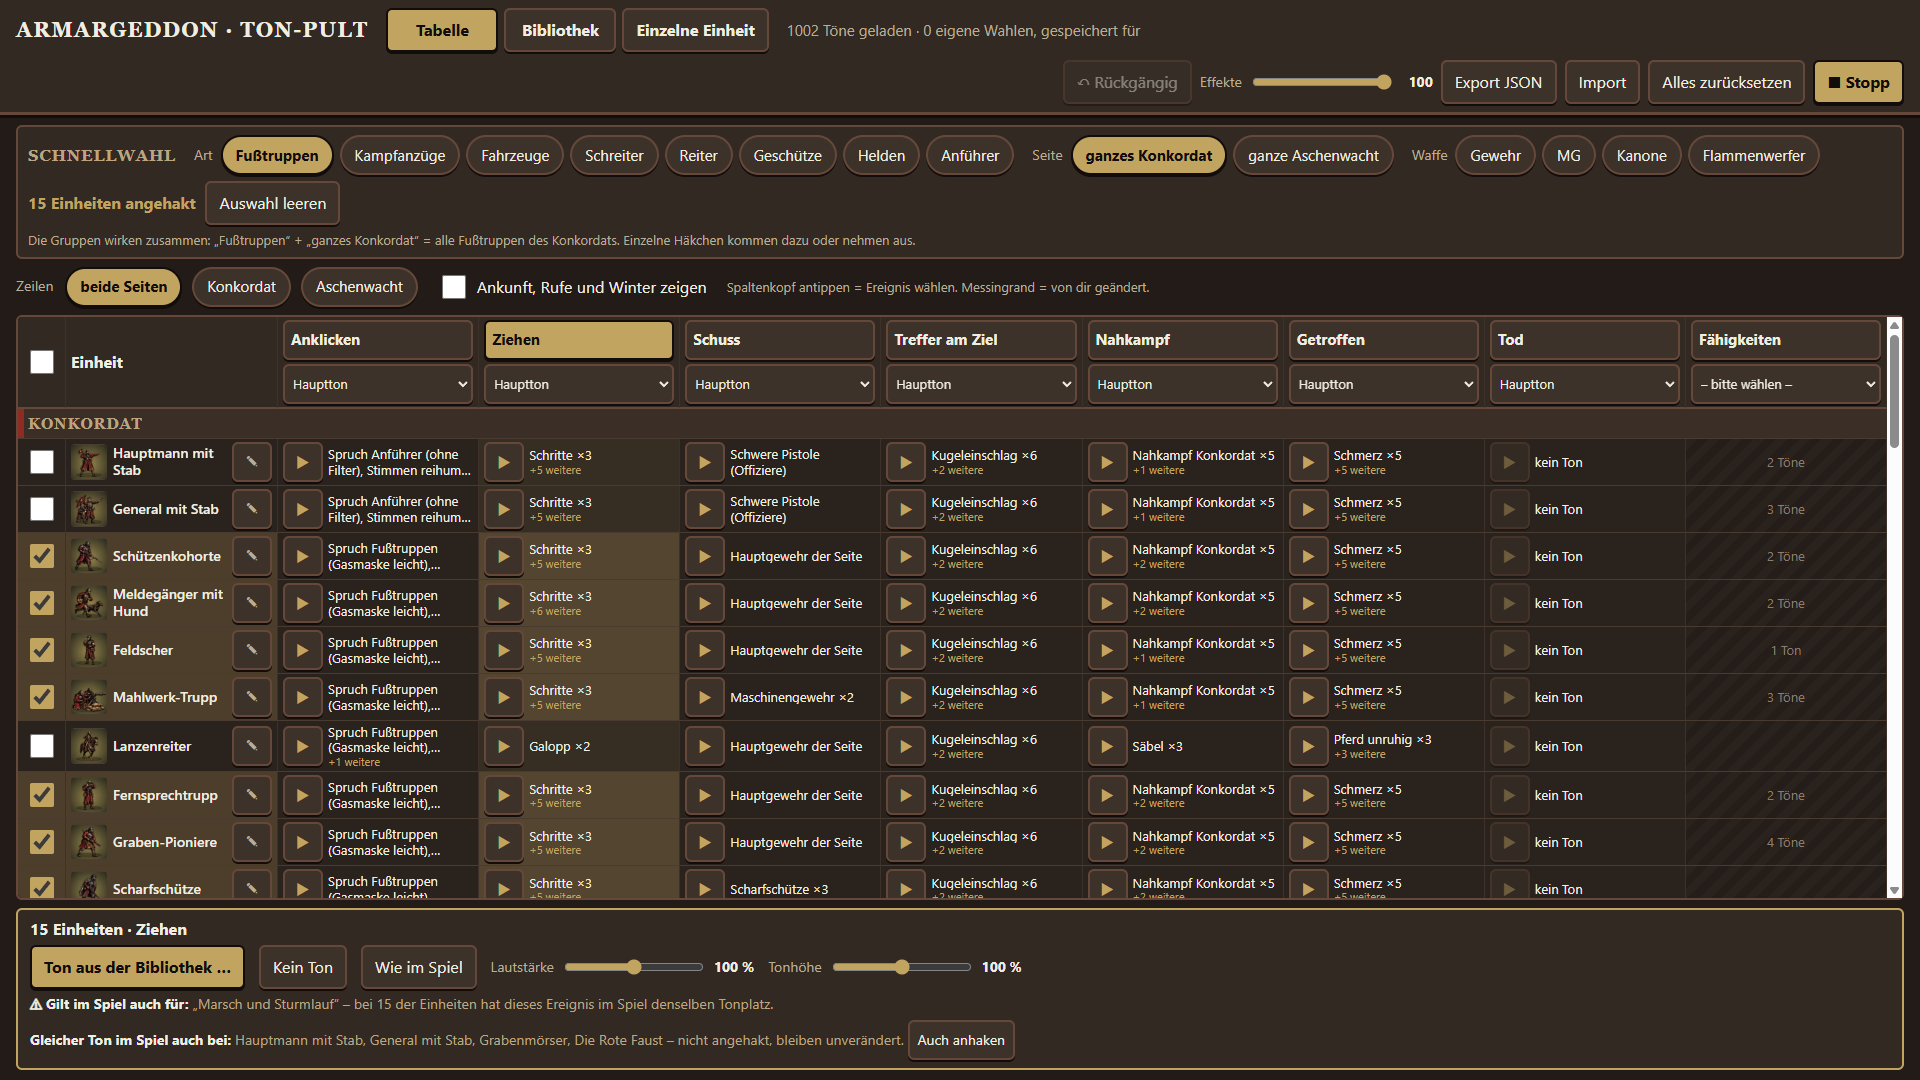 ARMARGEDDON · TON-PULT
Tabelle
Bibliothek
Einzelne Einheit
1002 Töne geladen · 0 eigene Wahlen, gespeichert für
Rückgängig
Effekte
100
Export JSON
Import
Alles zurücksetzen
Stopp
SCHNELLWAHL
Art
Fußtruppen
Kampfanzüge
Fahrzeuge
Schreiter
Reiter
Geschütze
Helden
Anführer
Seite
ganzes Konkordat
ganze Aschenwacht
Waffe
Gewehr
MG
Kanone
Flammenwerfer
15 Einheiten angehakt
Auswahl leeren
Die Gruppen wirken zusammen: „Fußtruppen“ + „ganzes Konkordat“ = alle Fußtruppen des Konkordats. Einzelne Häkchen kommen dazu oder nehmen aus.
Zeilen
beide Seiten
Konkordat
Aschenwacht
Ankunft, Rufe und Winter zeigen
Spaltenkopf antippen = Ereignis wählen. Messingrand = von dir geändert.
Einheit
Anklicken
Ziehen
Schuss
Treffer am Ziel
Nahkampf
Getroffen
Tod
Fähigkeiten
Hauptton
Hauptton
Hauptton
Hauptton
Hauptton
Hauptton
Hauptton
– bitte wählen –
KONKORDAT
Hauptmann mit
Stab
Spruch Anführer (ohne
Filter), Stimmen reihum...
Schritte ×3
+5 weitere
Schwere Pistole
(Offiziere)
Kugeleinschlag ×6
+2 weitere
Nahkampf Konkordat ×5
+1 weitere
Schmerz ×5
+5 weitere
kein Ton
2 Töne
General mit Stab
Spruch Anführer (ohne
Filter), Stimmen reihum...
Schritte ×3
+5 weitere
Schwere Pistole
(Offiziere)
Kugeleinschlag ×6
+2 weitere
Nahkampf Konkordat ×5
+1 weitere
Schmerz ×5
+5 weitere
kein Ton
3 Töne
Schützenkohorte
Spruch Fußtruppen
(Gasmaske leicht),...
Schritte ×3
+5 weitere
Hauptgewehr der Seite
Kugeleinschlag ×6
+2 weitere
Nahkampf Konkordat ×5
+2 weitere
Schmerz ×5
+5 weitere
kein Ton
2 Töne
Meldegänger mit
Hund
Spruch Fußtruppen
(Gasmaske leicht),...
Schritte ×3
+6 weitere
Hauptgewehr der Seite
Kugeleinschlag ×6
+2 weitere
Nahkampf Konkordat ×5
+2 weitere
Schmerz ×5
+5 weitere
kein Ton
2 Töne
Feldscher
Spruch Fußtruppen
(Gasmaske leicht),...
Schritte ×3
+5 weitere
Hauptgewehr der Seite
Kugeleinschlag ×6
+2 weitere
Nahkampf Konkordat ×5
+1 weitere
Schmerz ×5
+5 weitere
kein Ton
1 Ton
Mahlwerk-Trupp
Spruch Fußtruppen
(Gasmaske leicht),...
Schritte ×3
+5 weitere
Maschinengewehr ×2
Kugeleinschlag ×6
+2 weitere
Nahkampf Konkordat ×5
+1 weitere
Schmerz ×5
+5 weitere
kein Ton
3 Töne
Lanzenreiter
Spruch Fußtruppen
(Gasmaske leicht),...
+1 weitere
Galopp ×2
Hauptgewehr der Seite
Kugeleinschlag ×6
+2 weitere
Säbel ×3
Pferd unruhig ×3
+3 weitere
kein Ton
Fernsprechtrupp
Spruch Fußtruppen
(Gasmaske leicht),...
Schritte ×3
+5 weitere
Hauptgewehr der Seite
Kugeleinschlag ×6
+2 weitere
Nahkampf Konkordat ×5
+2 weitere
Schmerz ×5
+5 weitere
kein Ton
2 Töne
Graben-Pioniere
Spruch Fußtruppen
(Gasmaske leicht),...
Schritte ×3
+5 weitere
Hauptgewehr der Seite
Kugeleinschlag ×6
+2 weitere
Nahkampf Konkordat ×5
+2 weitere
Schmerz ×5
+5 weitere
kein Ton
4 Töne
Scharfschütze
Spruch Fußtruppen
(Gasmaske leicht),...
Schritte ×3
+5 weitere
Scharfschütze ×3
Kugeleinschlag ×6
+2 weitere
Nahkampf Konkordat ×5
+2 weitere
Schmerz ×5
+5 weitere
kein Ton
15 Einheiten · Ziehen
Ton aus der Bibliothek ...
Kein Ton
Wie im Spiel
Lautstärke
100 %
Tonhöhe
100 %
⚠ Gilt im Spiel auch für: „Marsch und Sturmlauf“ – bei 15 der Einheiten hat dieses Ereignis im Spiel denselben Tonplatz.
Gleicher Ton im Spiel auch bei: Hauptmann mit Stab, General mit Stab, Grabenmörser, Die Rote Faust – nicht angehakt, bleiben unverändert.
Auch anhaken